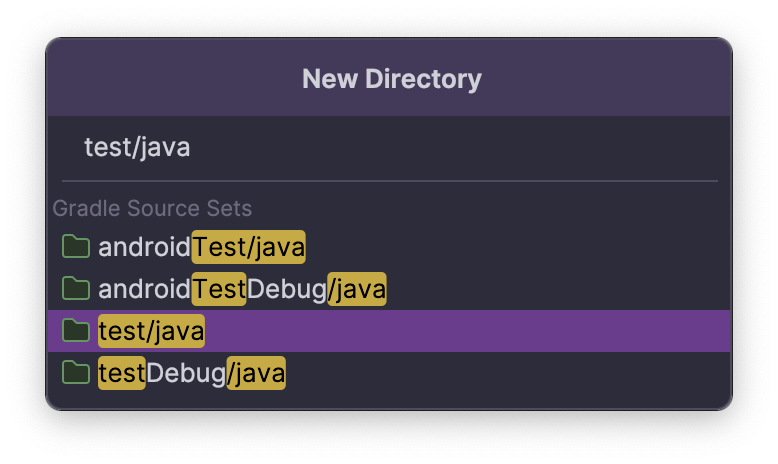 New Directory
test/java
Gradle Source Sets
androidTest/java
androidTestDebug/java
test/java
testDebug/java